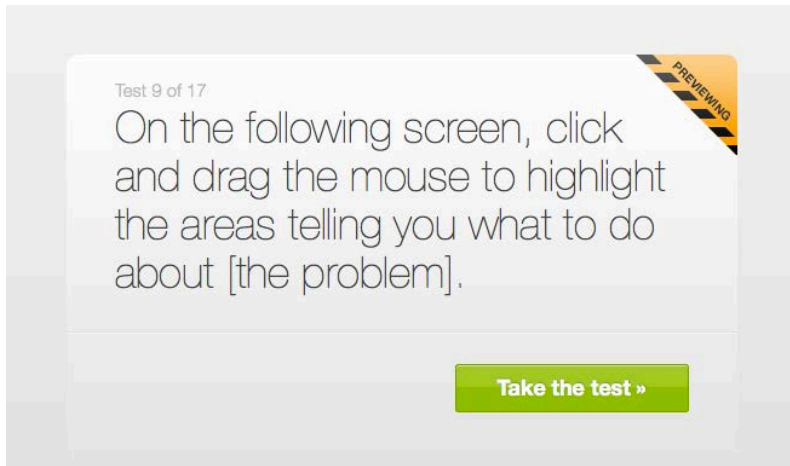 PREVIEWING
Test 9 of 17
On the following screen, click
and drag the mouse to highlight
the areas telling you what to do
about [the problem].
Take the test »